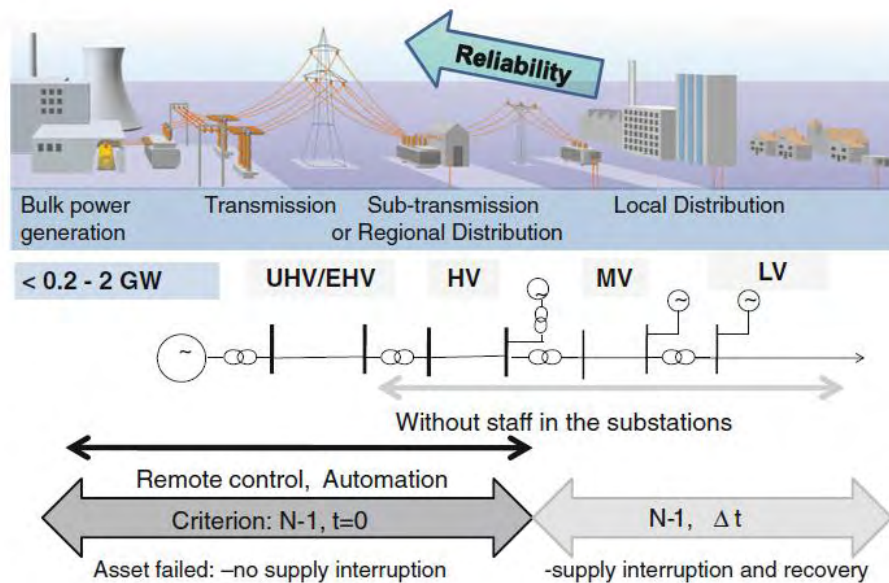 Reliability
Bulk power
generation
Transmission
Sub-transmission
or Regional Distribution
Local Distribution
< 0.2 - 2 GW
UHV/EHV
HV
MV
LV
~
~
~
~
Without staff in the substations
Remote control, Automation
Criterion: N-1, t=0
N-1, Δ t
Asset failed: –no supply interruption
-supply interruption and recovery